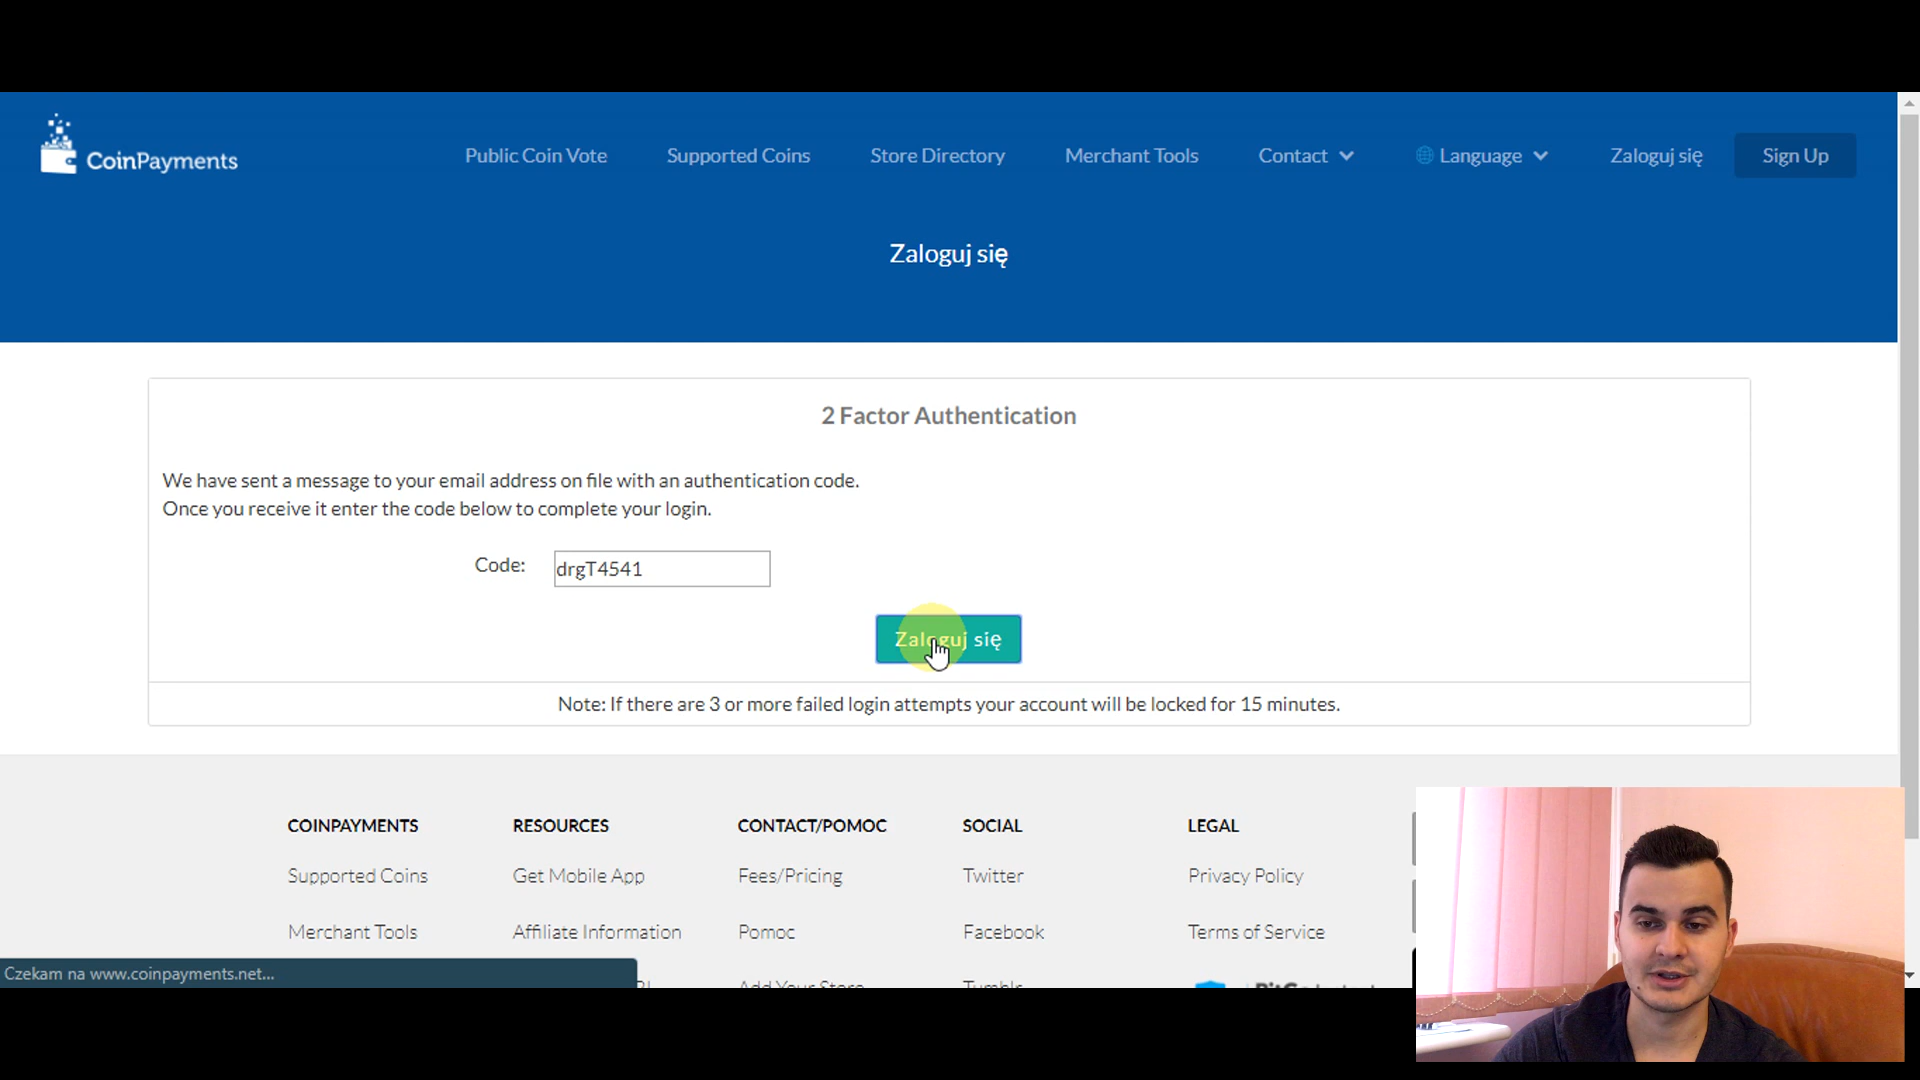 CoinPayments
Public Coin Vote
Supported Coins
Store Directory
Merchant Tools
Contact
Language
Zaloguj się
Sign Up
Zaloguj się
2 Factor Authentication
We have sent a message to your email address on file with an authentication code.
Once you receive it enter the code below to complete your login.
Code: drgT4541
Zaloguj się
Note: If there are 3 or more failed login attempts your account will be locked for 15 minutes.
COINPAYMENTS
Supported Coins
Merchant Tools
RESOURCES
Get Mobile App
Affiliate Information
CONTACT/POMOC
Fees/Pricing
Pomoc
Add Your Store
SOCIAL
Twitter
Facebook
Tumblr
LEGAL
Privacy Policy
Terms of Service
Czekam na www.coinpayments.net...